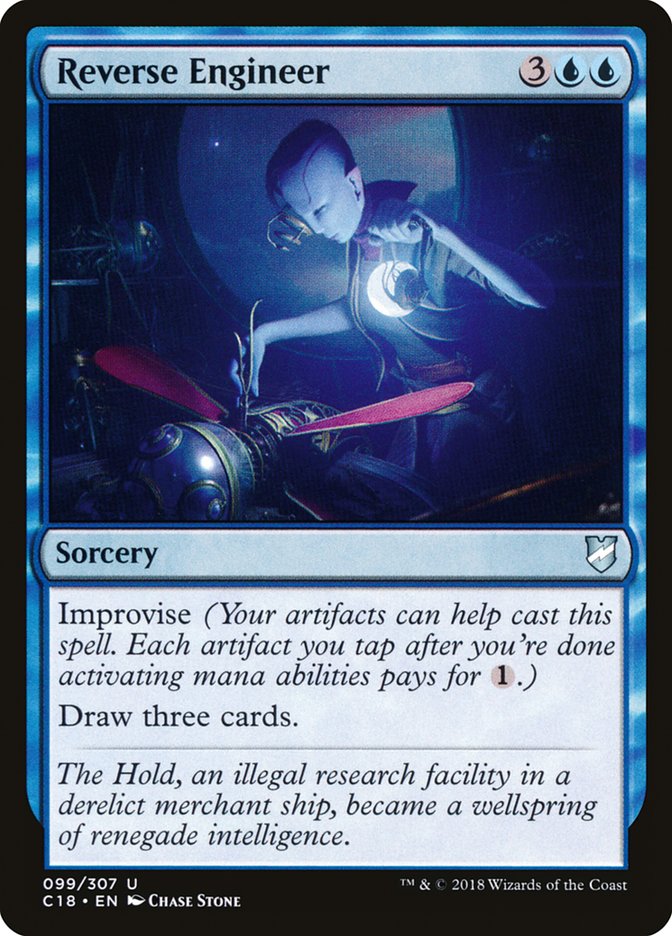 Reverse Engineer 3
Sorcery
Improvise (Your artifacts can help cast this
spell. Each artifact you tap after you're done
activating mana abilities pays for 1.)
Draw three cards.
The Hold, an illegal research facility in a
derelict merchant ship, became a wellspring
of renegade intelligence.
099/307 U
™ & © 2018 Wizards of the Coast
C18 • EN Chase Stone